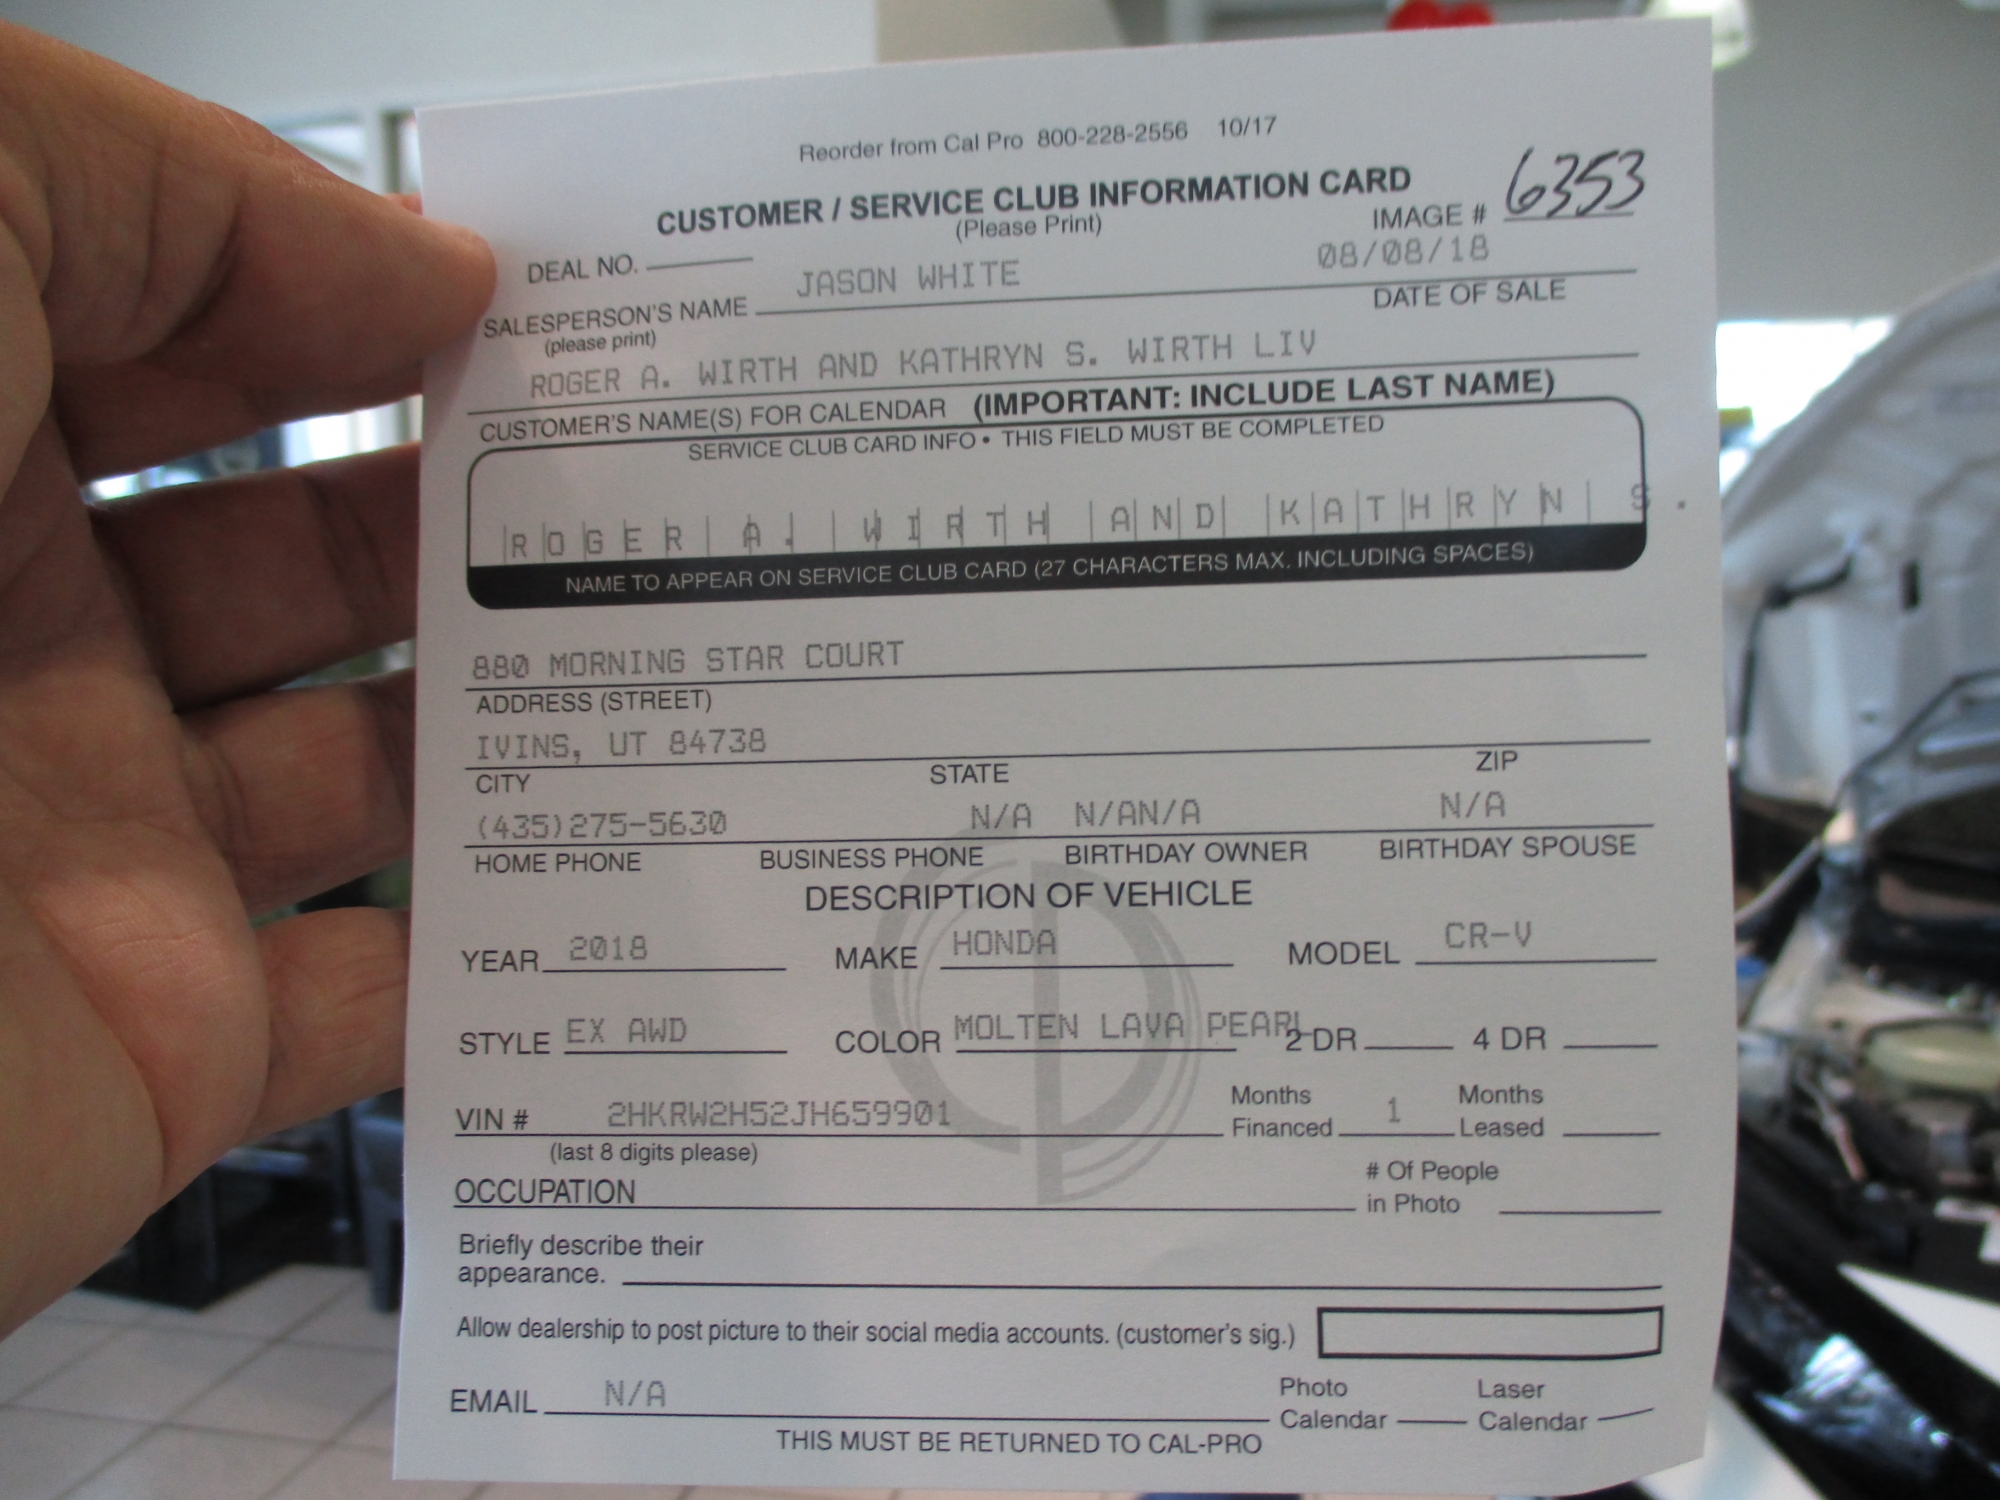 Reorder from Cal Pro 800-228-2556 10/17
CUSTOMER / SERVICE CLUB INFORMATION CARD
(Please Print)
IMAGE # 6353
DEAL NO.
JASON WHITE 08/08/18
SALESPERSON'S NAME DATE OF SALE
(please print)
ROGER A. WIRTH AND KATHRYN S. WIRTH LIV
CUSTOMER'S NAME(S) FOR CALENDAR (IMPORTANT: INCLUDE LAST NAME)
SERVICE CLUB CARD INFO • THIS FIELD MUST BE COMPLETED
ROGER A. WIRTH AND KATHRYN S.
NAME TO APPEAR ON SERVICE CLUB CARD (27 CHARACTERS MAX. INCLUDING SPACES)
880 MORNING STAR COURT
ADDRESS (STREET)
IVINS, UT 84738
CITY STATE ZIP
(435)275-5630 N/A N/AN/A N/A
HOME PHONE BUSINESS PHONE BIRTHDAY OWNER BIRTHDAY SPOUSE
DESCRIPTION OF VEHICLE
YEAR 2018 MAKE HONDA MODEL CR-V
STYLE EX AWD COLOR MOLTEN LAVA PEARL 2 DR 4 DR
VIN # 2HKRW2H52JH659901 Months Financed 1 Months Leased
(last 8 digits please)
OCCUPATION # Of People in Photo
Briefly describe their
appearance.
Allow dealership to post picture to their social media accounts. (customer's sig.)
EMAIL N/A Photo Calendar Laser Calendar
THIS MUST BE RETURNED TO CAL-PRO